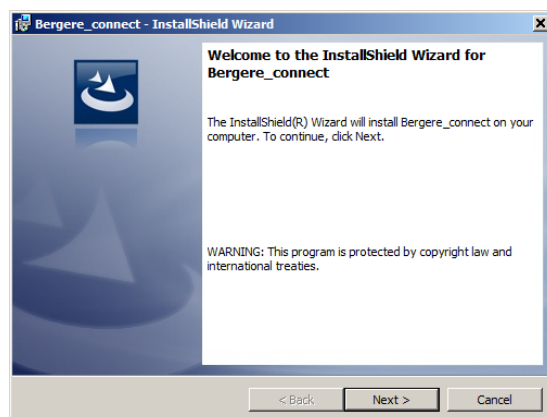 Bergere_connect - InstallShield Wizard
Welcome to the InstallShield Wizard for
Bergere_connect
The InstallShield(R) Wizard will install Bergere_connect on your
computer. To continue, click Next.
WARNING: This program is protected by copyright law and
international treaties.
< Back
Next >
Cancel